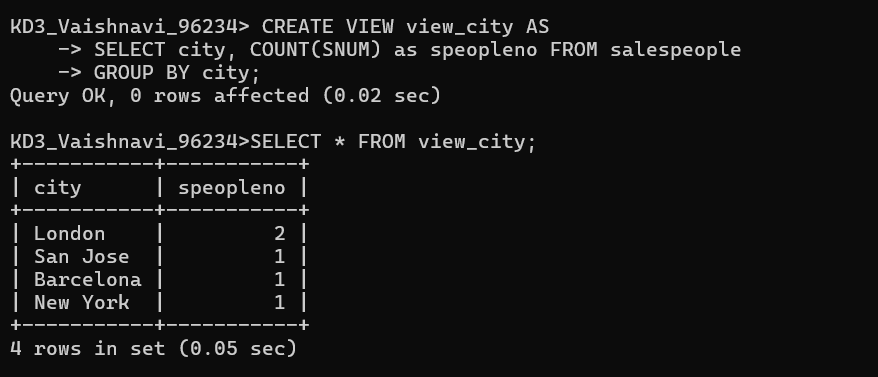 KD3_Vaishnavi_96234> CREATE VIEW view_city AS
    -> SELECT city, COUNT(SNUM) as speopleno FROM salespeople
    -> GROUP BY city;
Query OK, 0 rows affected (0.02 sec)

KD3_Vaishnavi_96234>SELECT * FROM view_city;
+-----------+-----------+
| city      | speopleno |
+-----------+-----------+
| London    |         2 |
| San Jose  |         1 |
| Barcelona |         1 |
| New York  |         1 |
+-----------+-----------+
4 rows in set (0.05 sec)